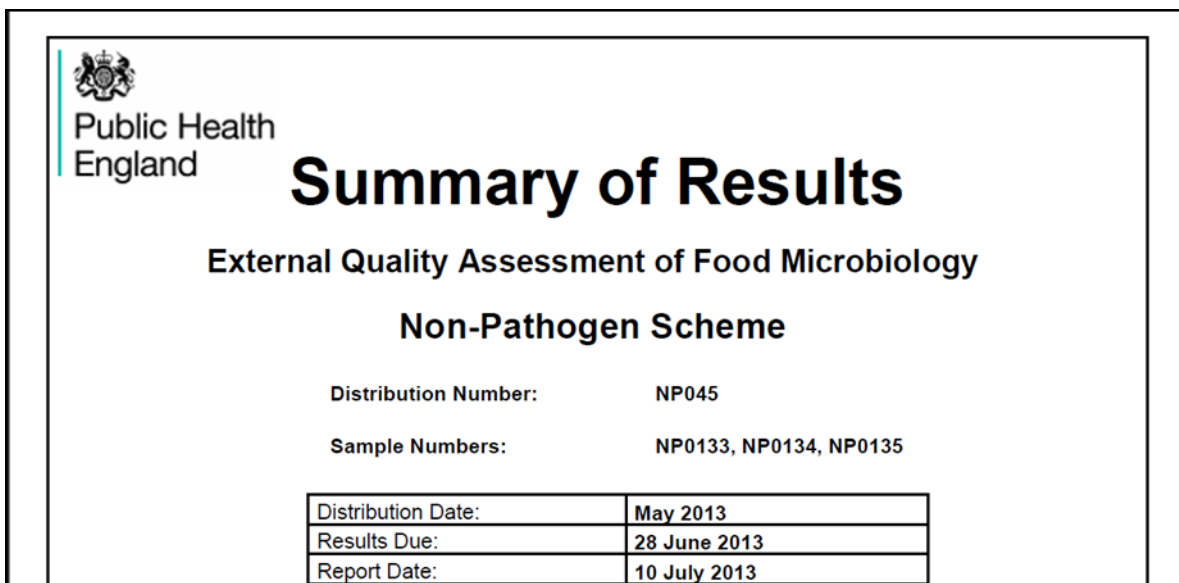 Public Health
England
Summary of Results
External Quality Assessment of Food Microbiology
Non-Pathogen Scheme
Distribution Number: NP045
Sample Numbers: NP0133, NP0134, NP0135
Distribution Date: May 2013
Results Due: 28 June 2013
Report Date: 10 July 2013